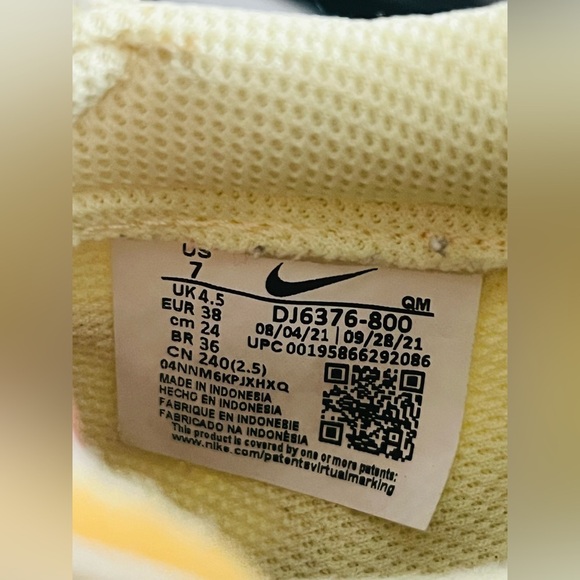 US
7
UK 4.5
EUR 38
cm 24
BR 36
CN 240(2.5)
QM
DJ6376-800
08/04/21 | 09/28/21
UPC 00195866292086
04NNM6KPJXHXQ
MADE IN INDONESIA
HECHO EN INDONESIA
FABRIQUE EN INDONESIE
FABRICADO NA INDONÉSIA
This product is covered by one or more patents:
www.nike.com/patentsvirtualmarking